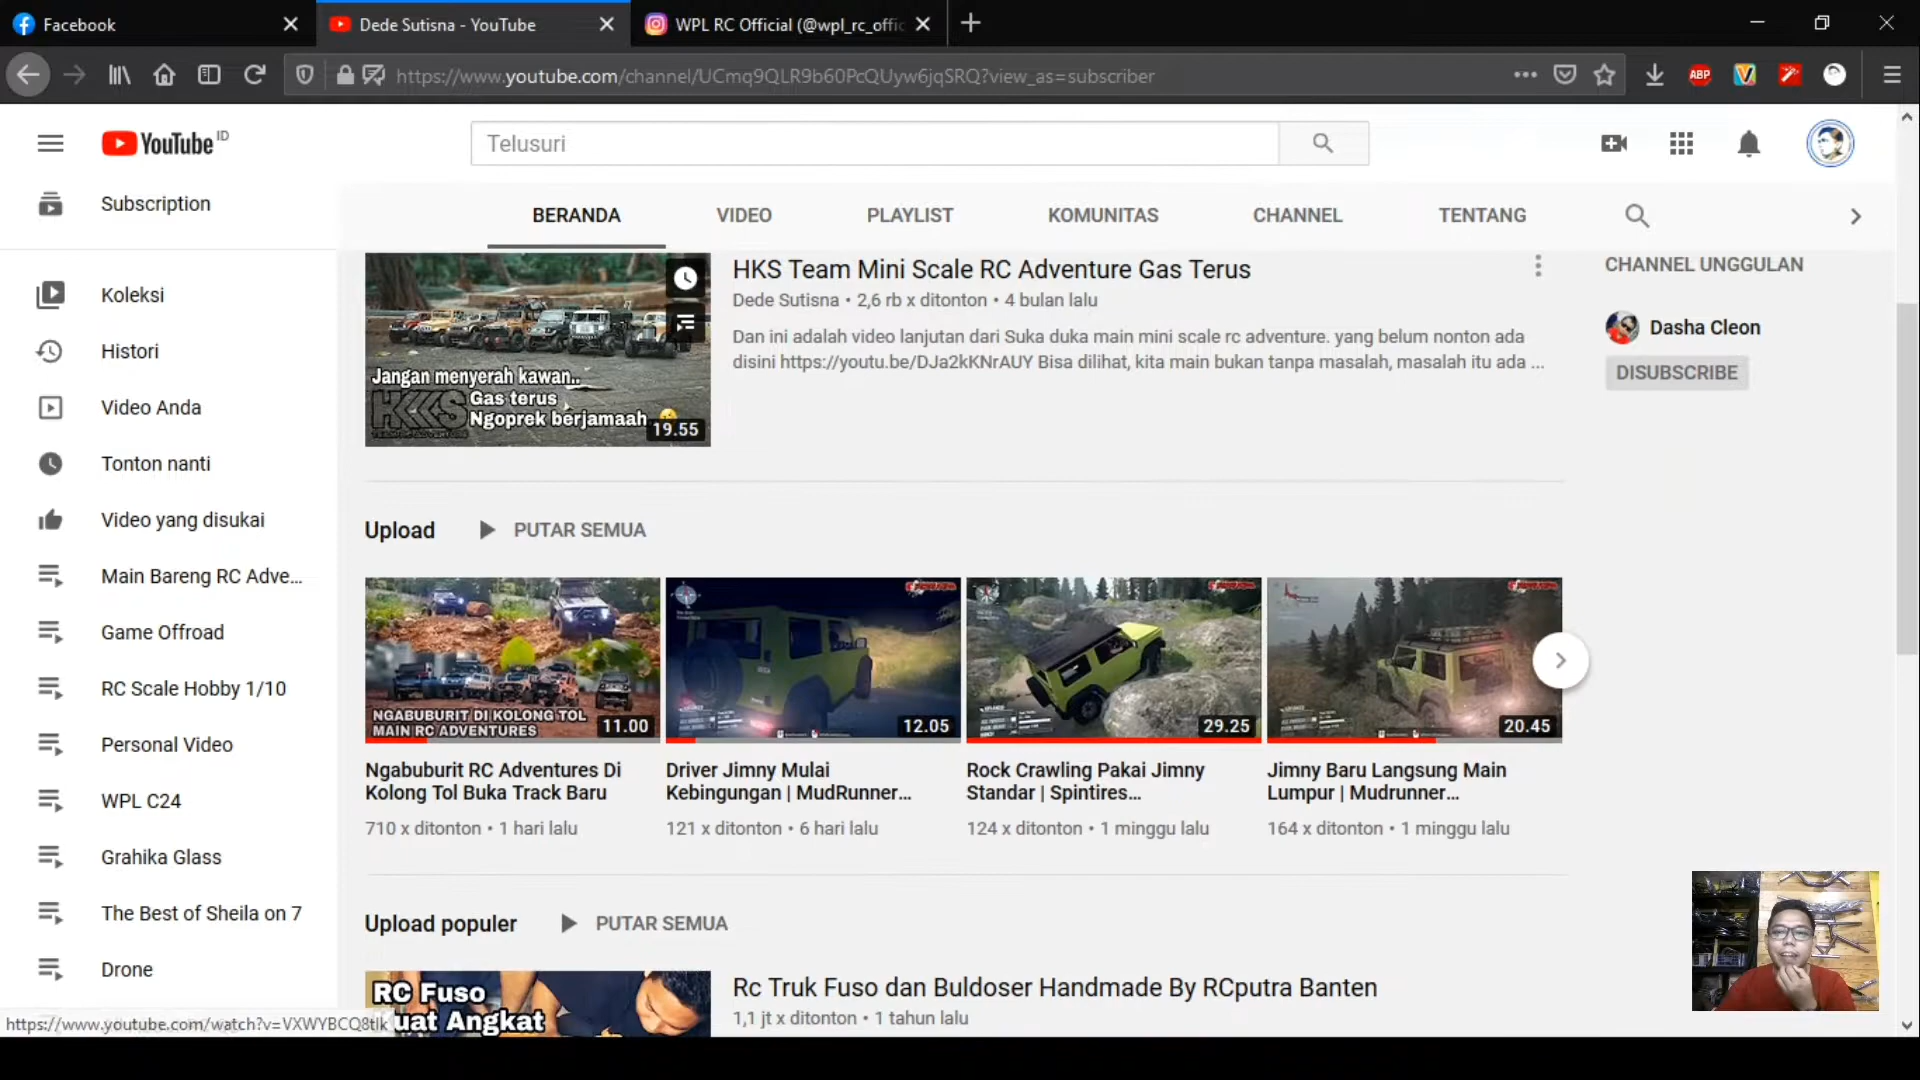 Facebook
Dede Sutisna - YouTube
WPL RC Official (@wpl_rc_offic
https://www.youtube.com/channel/UCmq9QLR9b60PcQUyw6jqSRQ?view_as=subscriber
ABP
YouTube ID
Telusuri
Subscription
BERANDA
VIDEO
PLAYLIST
KOMUNITAS
CHANNEL
TENTANG
Koleksi
Histori
Video Anda
Tonton nanti
Video yang disukai
Main Bareng RC Adve...
Game Offroad
RC Scale Hobby 1/10
Personal Video
WPL C24
Grahika Glass
The Best of Sheila on 7
Drone
https://www.youtube.com/watch?v=VXWYBCQ8tlk
Jangan menyerah kawan..
HKS
Gas terus
Ngoprek berjamaah
19.55
HKS Team Mini Scale RC Adventure Gas Terus
Dede Sutisna • 2,6 rb x ditonton • 4 bulan lalu
Dan ini adalah video lanjutan dari Suka duka main mini scale rc adventure. yang belum nonton ada
disini https://youtu.be/DJa2kKNrAUY Bisa dilihat, kita main bukan tanpa masalah, masalah itu ada ...
CHANNEL UNGGULAN
Dasha Cleon
DISUBSCRIBE
Upload
PUTAR SEMUA
NGABUBURIT DI KOLONG TOL
MAIN RC ADVENTURES
11.00
12.05
29.25
20.45
Ngabuburit RC Adventures Di
Kolong Tol Buka Track Baru
710 x ditonton • 1 hari lalu
Driver Jimny Mulai
Kebingungan | MudRunner...
121 x ditonton • 6 hari lalu
Rock Crawling Pakai Jimny
Standar | Spintires...
124 x ditonton • 1 minggu lalu
Jimny Baru Langsung Main
Lumpur | Mudrunner...
164 x ditonton • 1 minggu lalu
Upload populer
PUTAR SEMUA
RC Fuso
Kuat Angkat
Rc Truk Fuso dan Buldoser Handmade By RCputra Banten
1,1 jt x ditonton • 1 tahun lalu